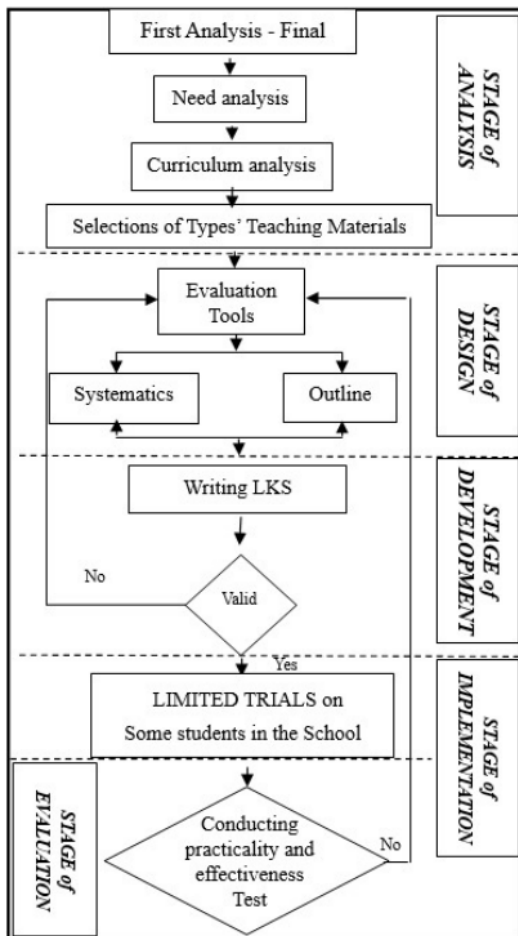 First Analysis - Final
Need analysis
Curriculum analysis
Selections of Types' Teaching Materials
STAGE of
ANALYSIS
Evaluation
Tools
Systematics
Outline
STAGE of
DESIGN
Writing LKS
No
Valid
Yes
STAGE of
DEVELOPMENT
LIMITED TRIALS on
Some students in the School
STAGE of
IMPLEMENTATION
Conducting
practicality and
effectiveness
Test
No
STAGE of
EVALUATION